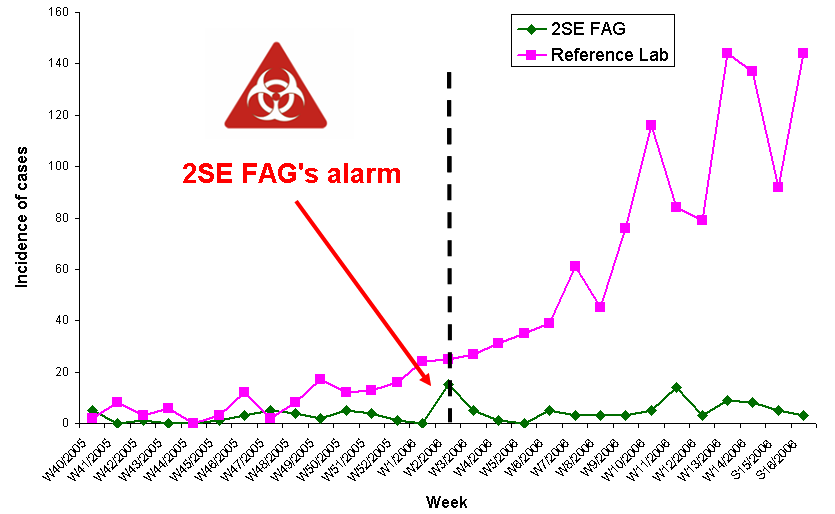 160
140
120
100
80
60
40
20
0
Incidence of cases
2SE FAG
Reference Lab
2SE FAG's alarm
W40/2005
W41/2005
W42/2005
W43/2005
W44/2005
W45/2005
W46/2005
W47/2005
W48/2005
W49/2005
W50/2005
W51/2005
W52/2005
W1/2006
W2/2006
W3/2006
W4/2006
W5/2006
W6/2006
W7/2006
W8/2006
W9/2006
W10/2006
W11/2006
W12/2006
W13/2006
W14/2006
S15/2006
S16/2006
Week